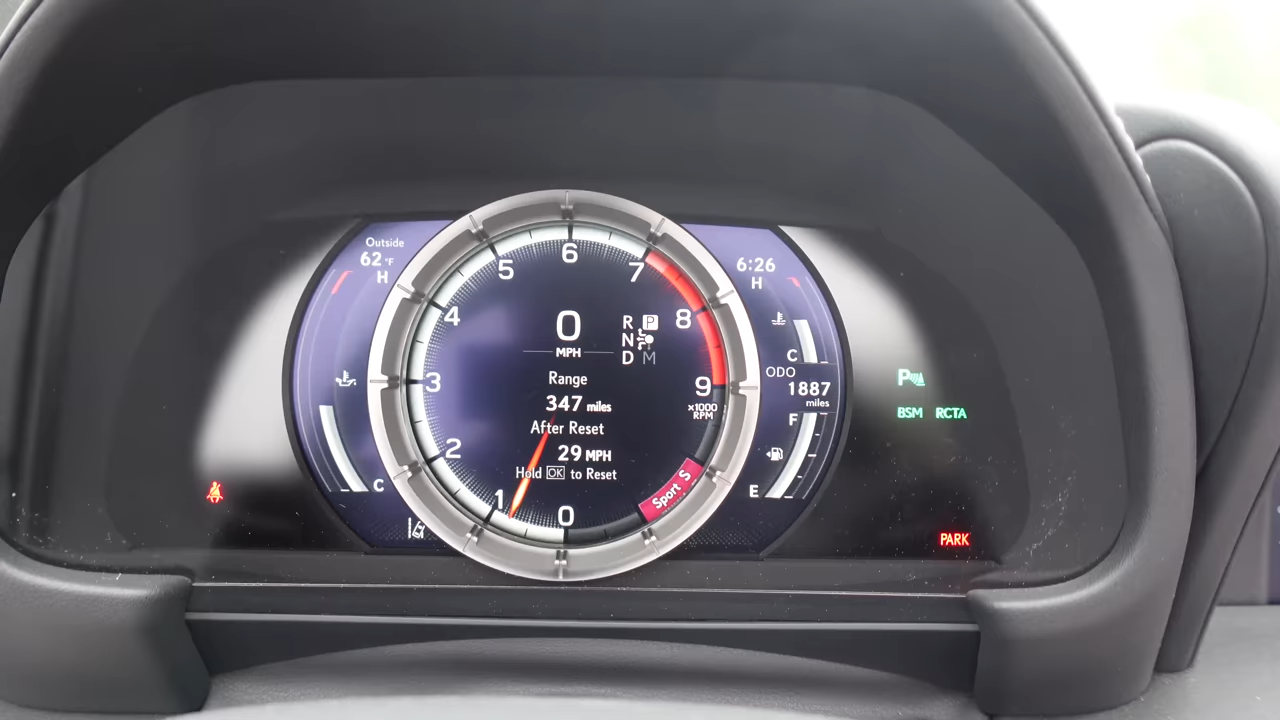 Outside
62°F
H
C
6
5
7
4
8
3
9
2
1
0
x1000
RPM
0
MPH
R P
N
D M
Range
347 miles
After Reset
29 MPH
Hold OK to Reset
Sport S
6:26
H
C
ODO
1887
miles
F
E
P
BSM RCTA
PARK